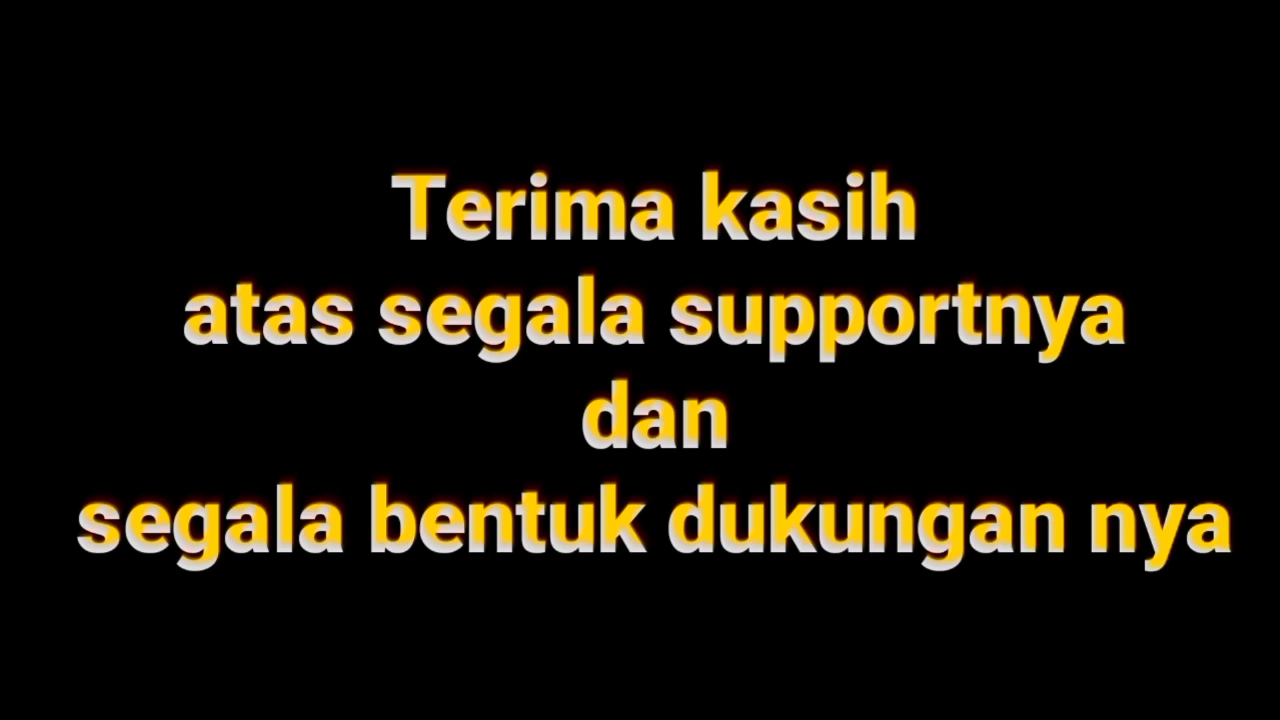 Terima kasih
atas segala supportnya
dan
segala bentuk dukungan nya